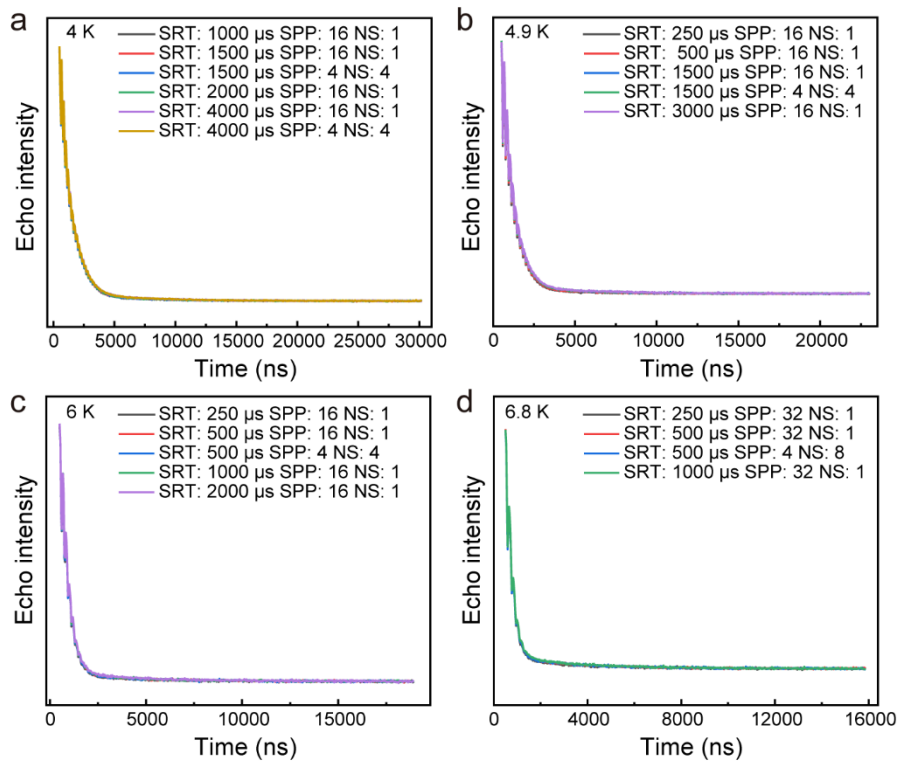 a
4 K
SRT: 1000 µs SPP: 16 NS: 1
SRT: 1500 µs SPP: 16 NS: 1
SRT: 1500 µs SPP: 4 NS: 4
SRT: 2000 µs SPP: 16 NS: 1
SRT: 4000 µs SPP: 16 NS: 1
SRT: 4000 µs SPP: 4 NS: 4
Echo intensity
0 5000 10000 15000 20000 25000 30000
Time (ns)
b
4.9 K
SRT: 250 µs SPP: 16 NS: 1
SRT: 500 µs SPP: 16 NS: 1
SRT: 1500 µs SPP: 16 NS: 1
SRT: 1500 µs SPP: 4 NS: 4
SRT: 3000 µs SPP: 16 NS: 1
Echo intensity
0 5000 10000 15000 20000
Time (ns)
c
6 K
SRT: 250 µs SPP: 16 NS: 1
SRT: 500 µs SPP: 16 NS: 1
SRT: 500 µs SPP: 4 NS: 4
SRT: 1000 µs SPP: 16 NS: 1
SRT: 2000 µs SPP: 16 NS: 1
Echo intensity
0 5000 10000 15000
Time (ns)
d
6.8 K
SRT: 250 µs SPP: 32 NS: 1
SRT: 500 µs SPP: 32 NS: 1
SRT: 500 µs SPP: 4 NS: 8
SRT: 1000 µs SPP: 32 NS: 1
Echo intensity
0 4000 8000 12000 16000
Time (ns)